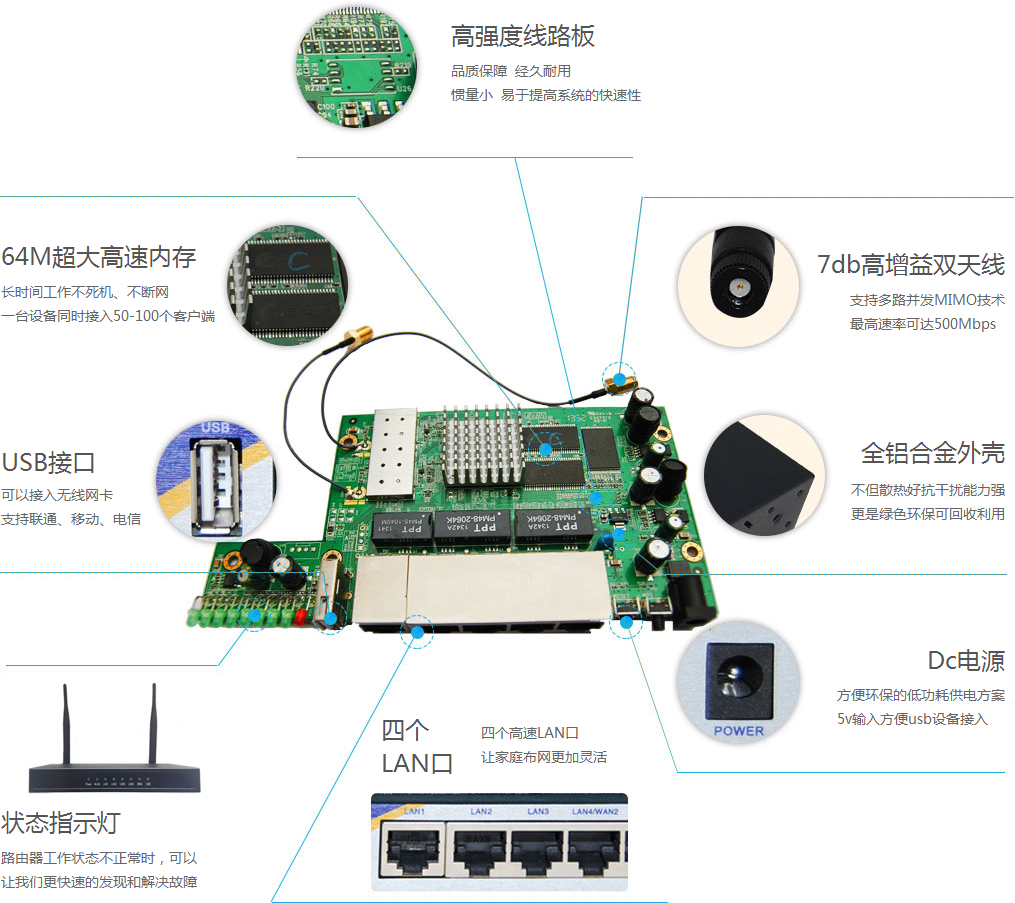 高强度线路板
品质保障 经久耐用
惯量小 易于提高系统的快速性
R220
U26
C100
64M超大高速内存
长时间工作不死机、不断网
一台设备同时接入50-100个客户端
7db高增益双天线
支持多路并发MIMO技术
最高速率可达500Mbps
USB接口
可以接入无线网卡
支持联通、移动、电信
USB
全铝合金外壳
不但散热好抗干扰能力强
更是绿色环保可回收利用
PPT
PM48-1040M
1341
PPT
PM48-2064K
1342A
PPT
PM48-2064K
1342A
Dc电源
方便环保的低功耗供电方案
5v输入方便usb设备接入
POWER
四个
LAN口
四个高速LAN口
让家庭布网更加灵活
LAN1
LAN2
LAN3
LAN4/WAN2
状态指示灯
路由器工作状态不正常时，可以
让我们更快速的发现和解决故障